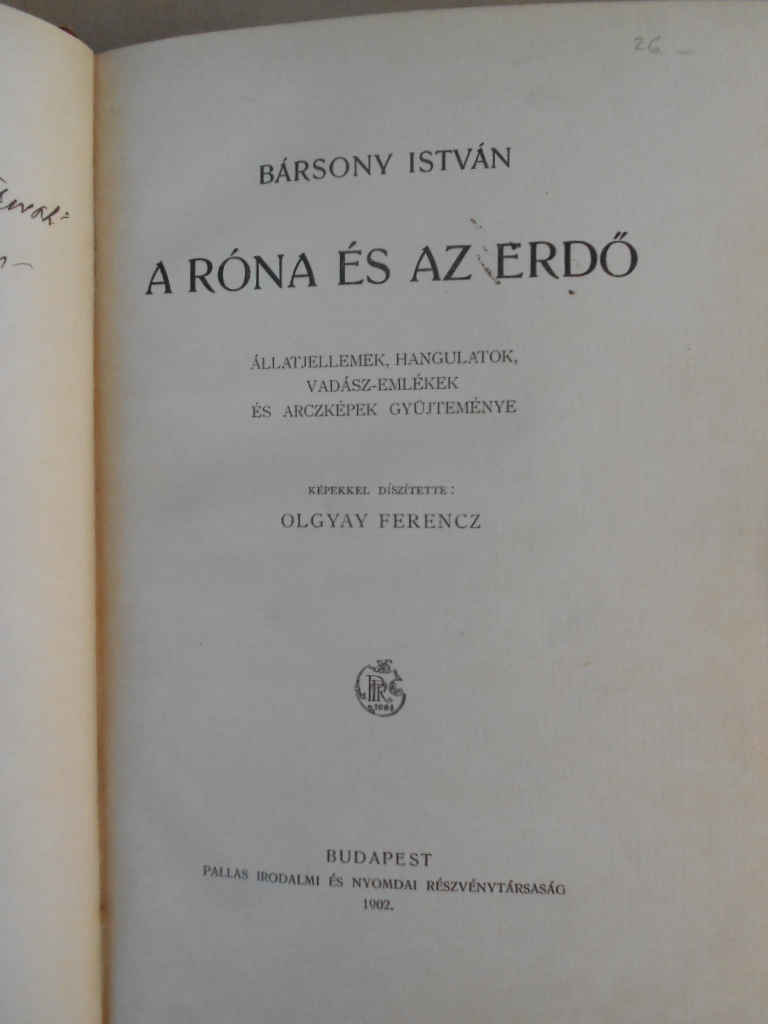 26 –
BÁRSONY ISTVÁN
A RÓNA ÉS AZ ERDŐ
ÁLLATJELLEMEK, HANGULATOK,
VADÁSZ-EMLÉKEK
ÉS ARCZKÉPEK GYÜJTEMÉNYE
KÉPEKKEL DÍSZÍTETTE:
OLGYAY FERENCZ
BUDAPEST
PALLAS IRODALMI ÉS NYOMDAI RÉSZVÉNYTÁRSASÁG
1902.